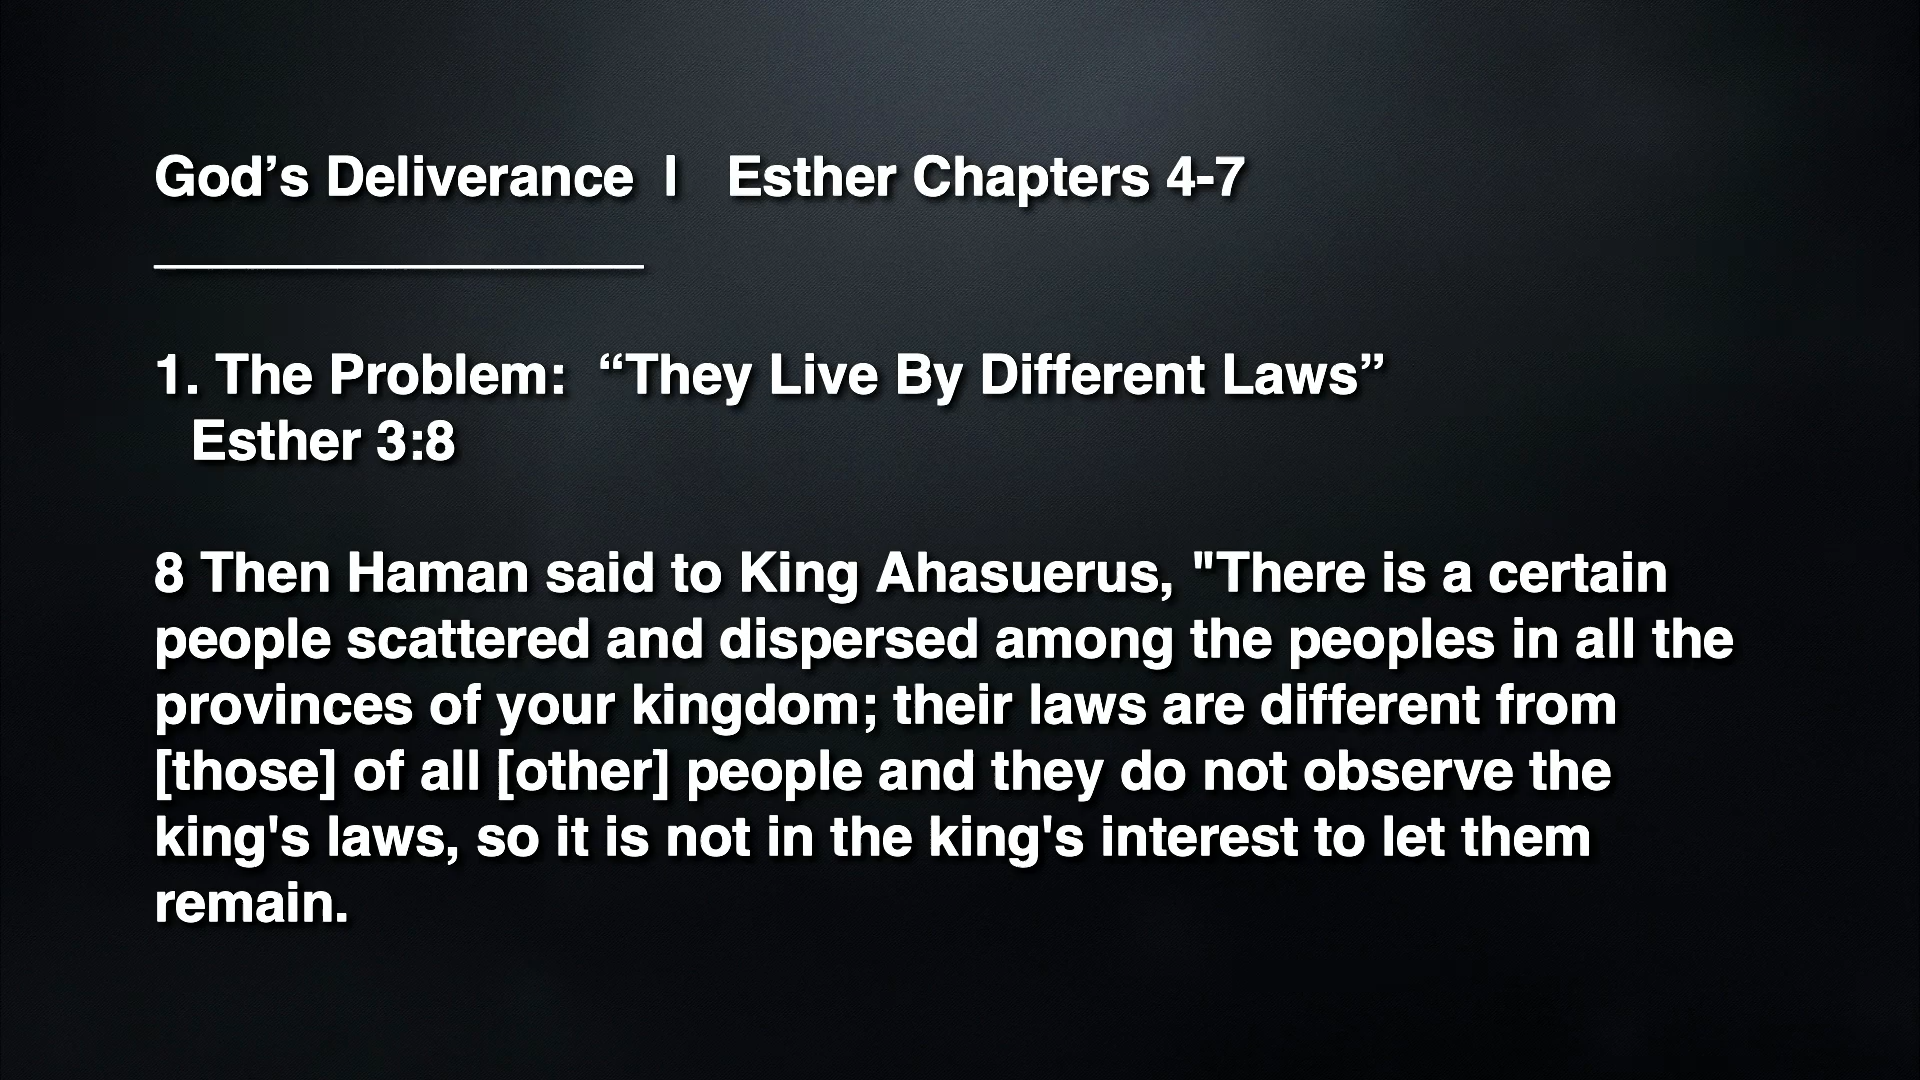 God’s Deliverance l Esther Chapters 4-7
1. The Problem: “They Live By Different Laws”
Esther 3:8
8 Then Haman said to King Ahasuerus, "There is a certain
people scattered and dispersed among the peoples in all the
provinces of your kingdom; their laws are different from
[those] of all [other] people and they do not observe the
king's laws, so it is not in the king's interest to let them
remain.